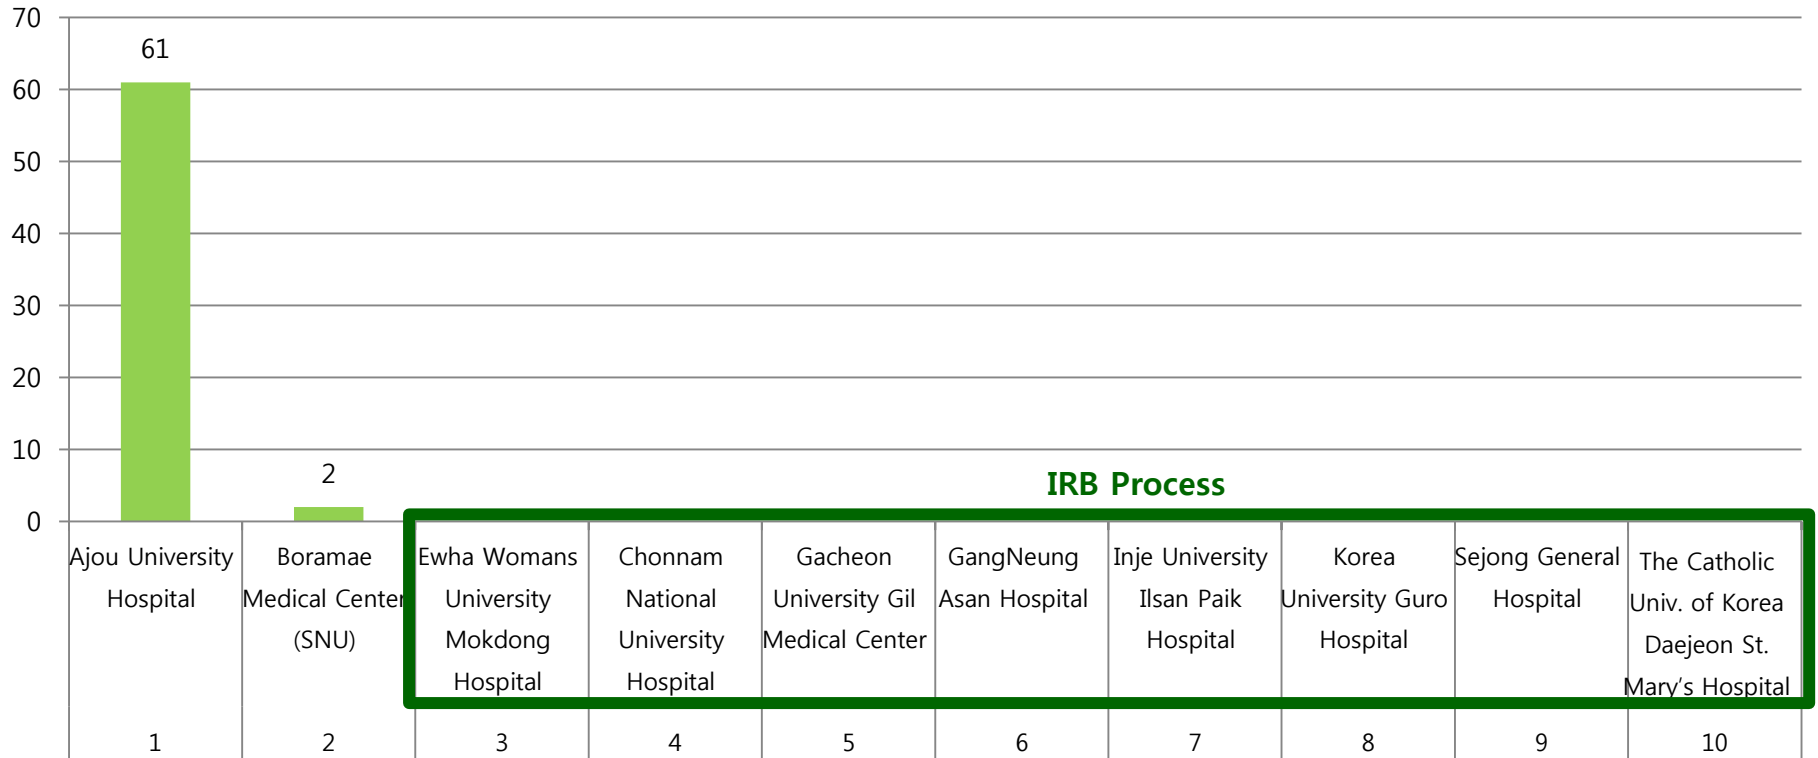 70
61
60
50
40
30
20
10
2
IRB Process
0
Ajou University
Hospital
Boramae
Medical Center
(SNU)
Ewha Womans
University
Mokdong
Hospital
Chonnam
National
University
Hospital
Gacheon
University Gil
Medical Center
GangNeung
Asan Hospital
Inje University
Ilsan Paik
Hospital
Korea
University Guro
Hospital
Sejong General
Hospital
The Catholic
Univ. of Korea
Daejeon St.
Mary's Hospital
1
2
3
4
5
6
7
8
9
10